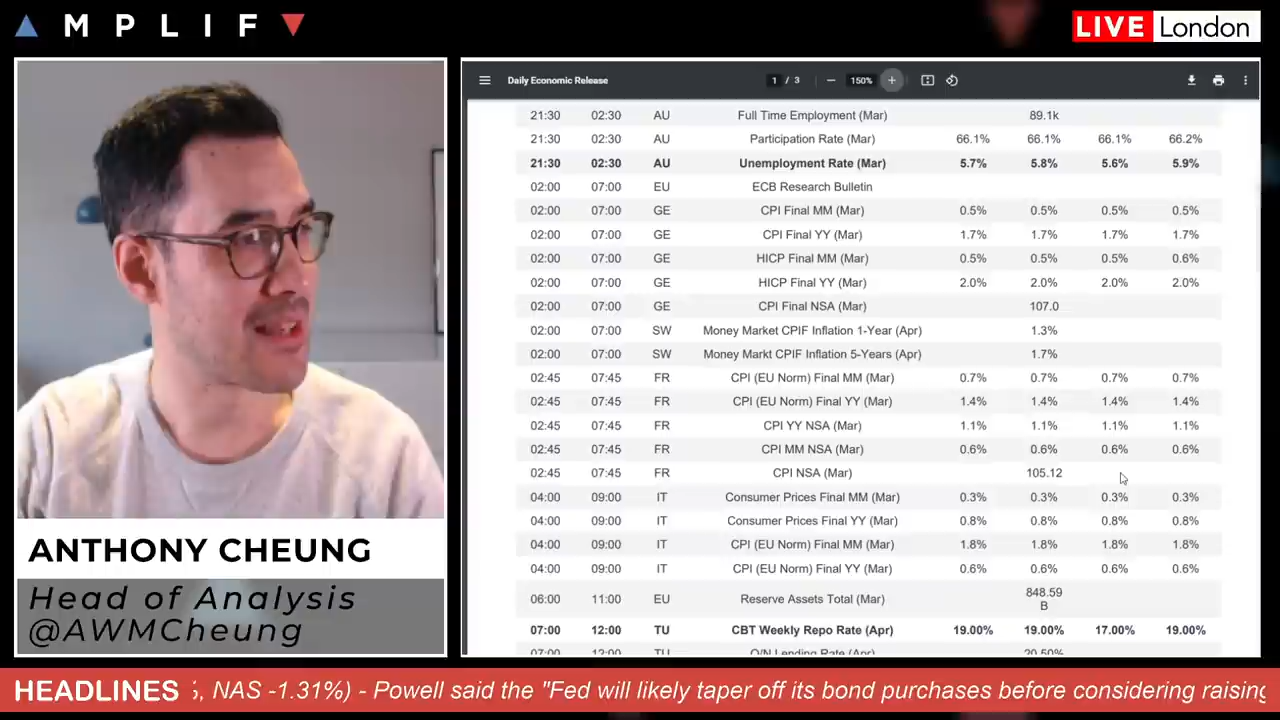 AMPLIFY
LIVE London
Daily Economic Release
1 / 3
150%
21:30 02:30 AU Full Time Employment (Mar) 89.1k
21:30 02:30 AU Participation Rate (Mar) 66.1% 66.1% 66.1% 66.2%
21:30 02:30 AU Unemployment Rate (Mar) 5.7% 5.8% 5.6% 5.9%
02:00 07:00 EU ECB Research Bulletin
02:00 07:00 GE CPI Final MM (Mar) 0.5% 0.5% 0.5% 0.5%
02:00 07:00 GE CPI Final YY (Mar) 1.7% 1.7% 1.7% 1.7%
02:00 07:00 GE HICP Final MM (Mar) 0.5% 0.5% 0.5% 0.6%
02:00 07:00 GE HICP Final YY (Mar) 2.0% 2.0% 2.0% 2.0%
02:00 07:00 GE CPI Final NSA (Mar) 107.0
02:00 07:00 SW Money Market CPIF Inflation 1-Year (Apr) 1.3%
02:00 07:00 SW Money Markt CPIF Inflation 5-Years (Apr) 1.7%
02:45 07:45 FR CPI (EU Norm) Final MM (Mar) 0.7% 0.7% 0.7% 0.7%
02:45 07:45 FR CPI (EU Norm) Final YY (Mar) 1.4% 1.4% 1.4% 1.4%
02:45 07:45 FR CPI YY NSA (Mar) 1.1% 1.1% 1.1% 1.1%
02:45 07:45 FR CPI MM NSA (Mar) 0.6% 0.6% 0.6% 0.6%
02:45 07:45 FR CPI NSA (Mar) 105.12
04:00 09:00 IT Consumer Prices Final MM (Mar) 0.3% 0.3% 0.3% 0.3%
04:00 09:00 IT Consumer Prices Final YY (Mar) 0.8% 0.8% 0.8% 0.8%
04:00 09:00 IT CPI (EU Norm) Final MM (Mar) 1.8% 1.8% 1.8% 1.8%
04:00 09:00 IT CPI (EU Norm) Final YY (Mar) 0.6% 0.6% 0.6% 0.6%
06:00 11:00 EU Reserve Assets Total (Mar) 848.59
B
07:00 12:00 TU CBT Weekly Repo Rate (Apr) 19.00% 19.00% 17.00% 19.00%
07:00 12:00 TU O/N Lending Rate (Apr) 20.50%
ANTHONY CHEUNG
Head of Analysis
@AWMCheung
HEADLINES , NAS -1.31%) - Powell said the "Fed will likely taper off its bond purchases before considering raising